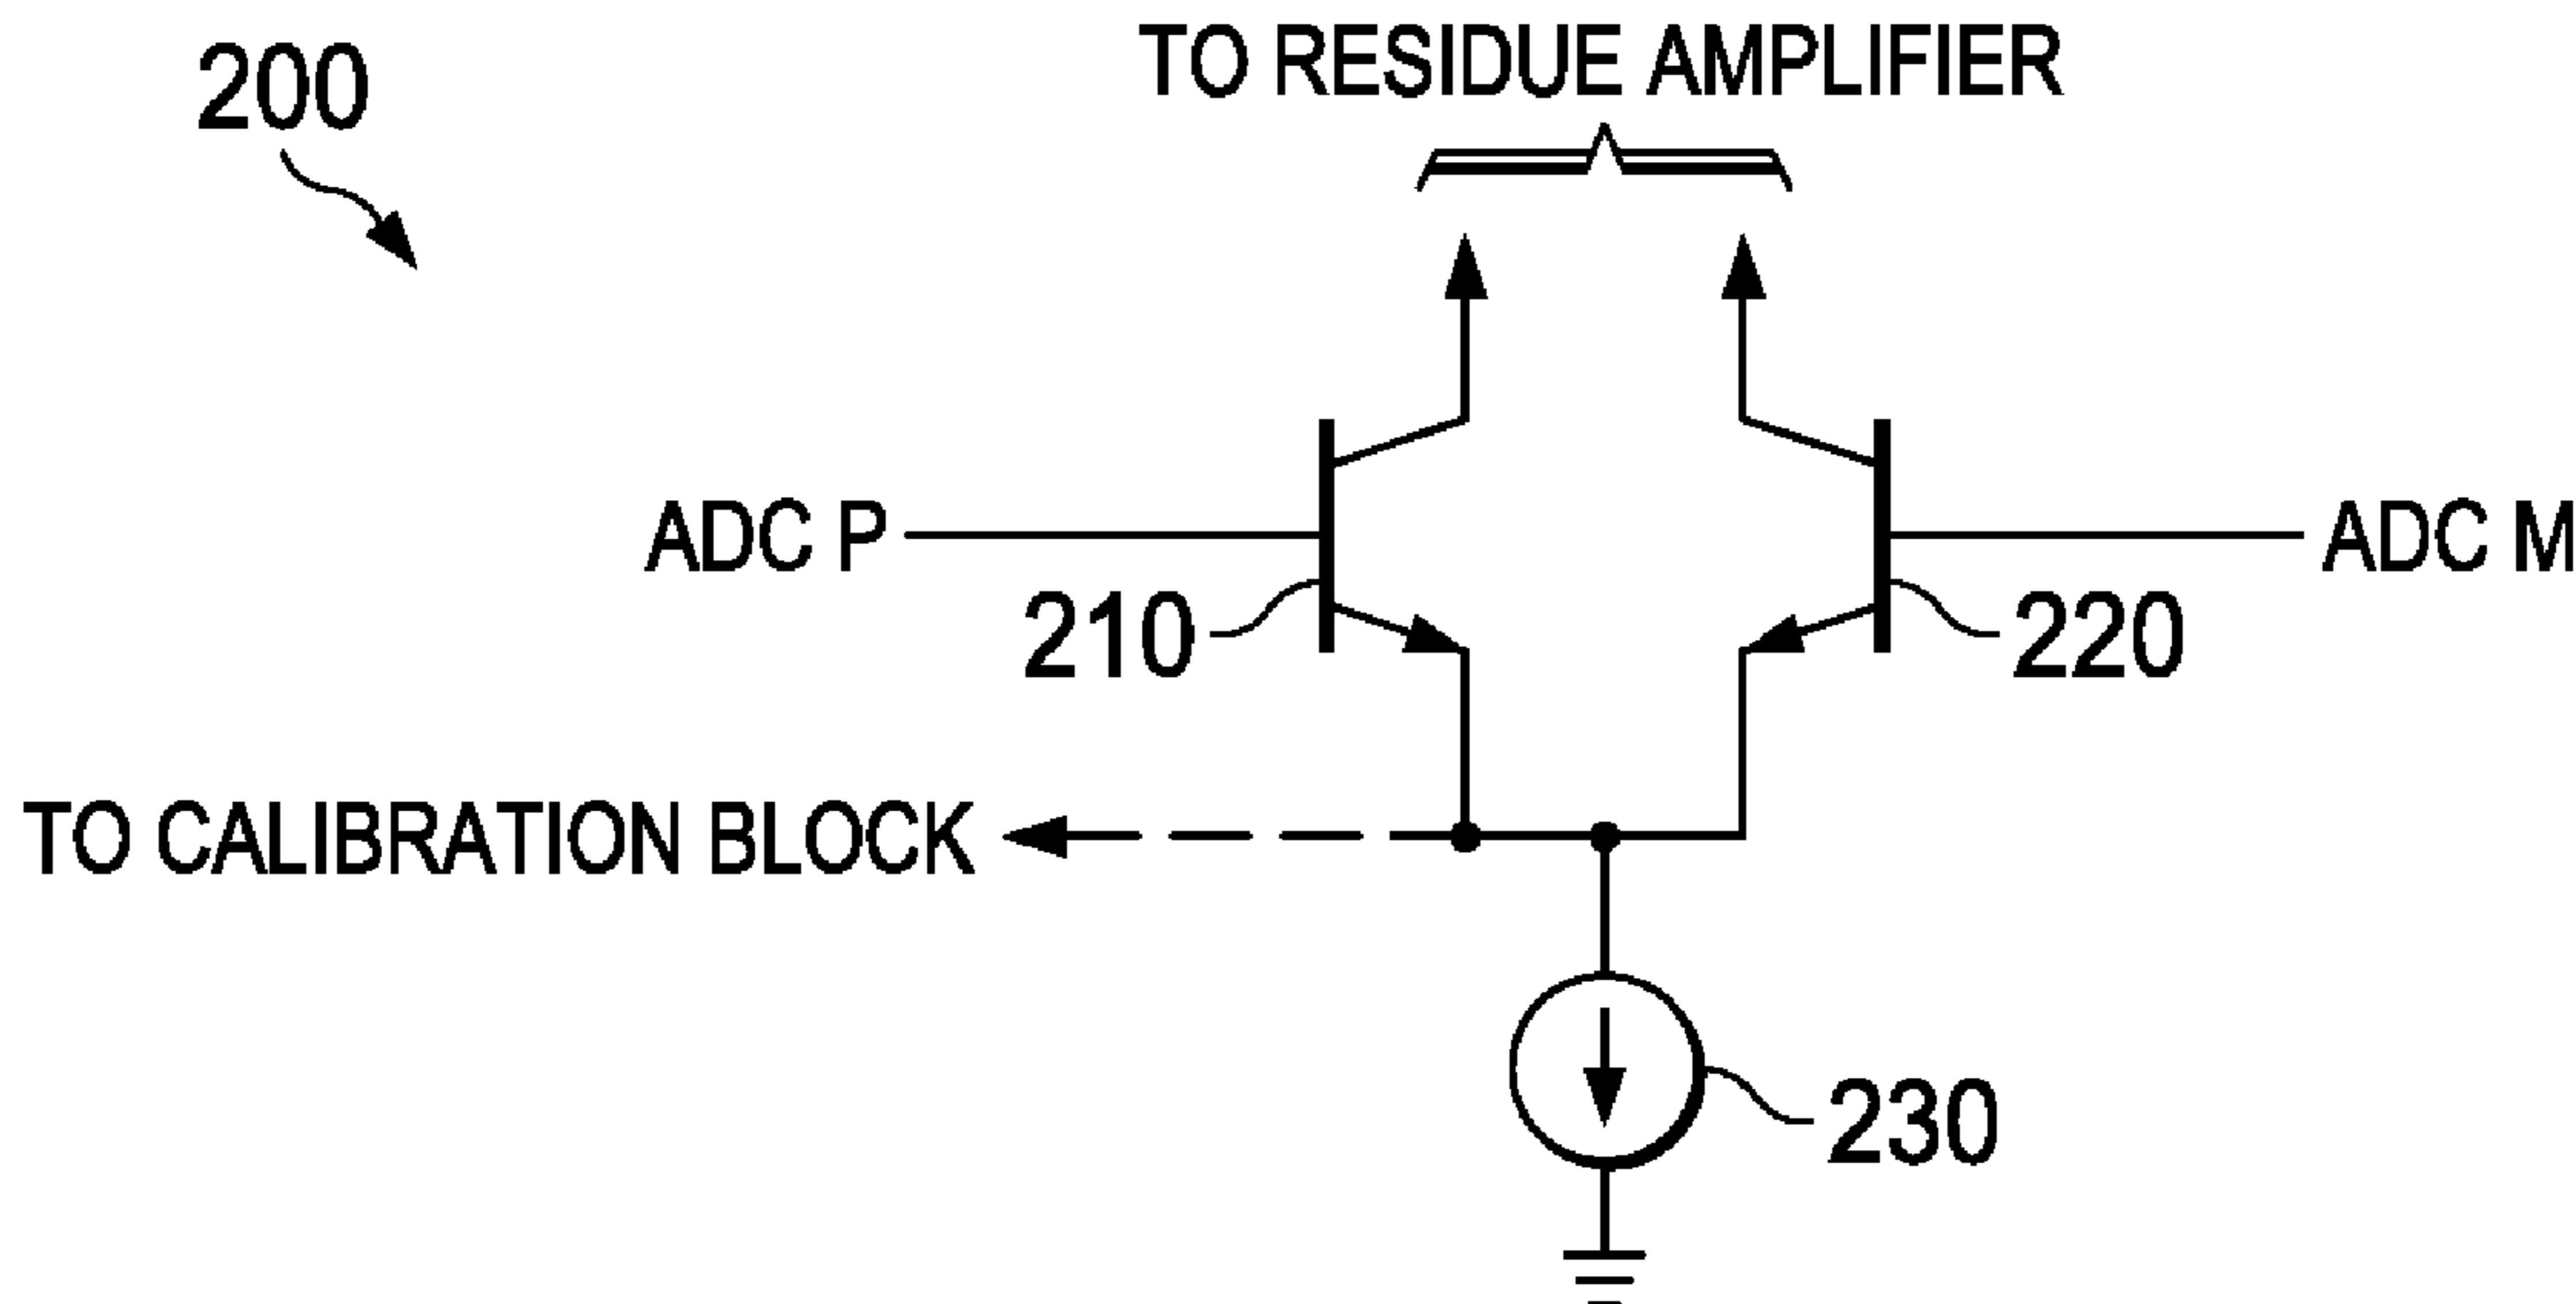 200
TO RESIDUE AMPLIFIER
ADC P
ADC M
210
220
TO CALIBRATION BLOCK
230